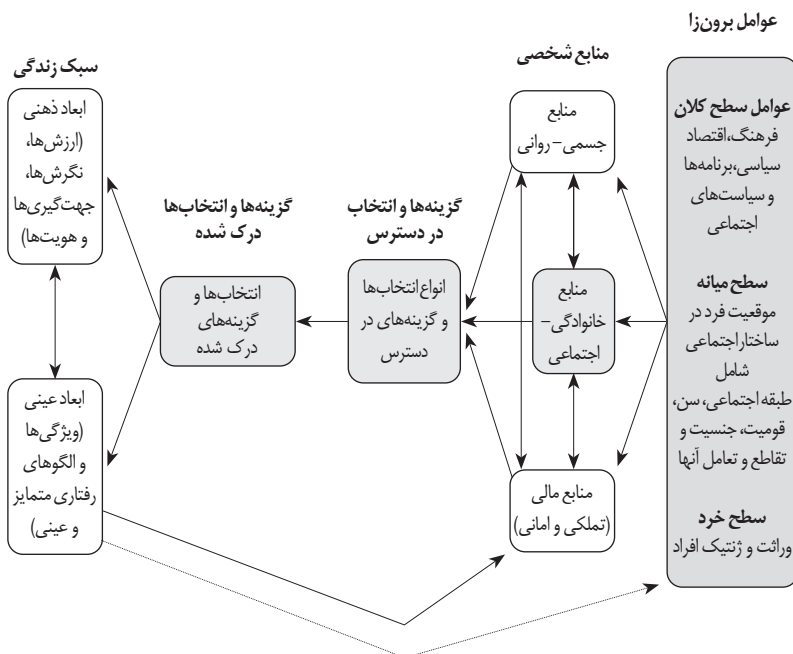 عوامل برون‌زا
عوامل سطح کلان
فرهنگ،اقتصاد
سیاسی،برنامه‌ها
و سیاست‌های
اجتماعی
سطح میانه
موقعیت فرد در
ساختار اجتماعی
شامل
طبقه اجتماعی، سن،
قومیت، جنسیت و
تقاطع و تعامل آنها
سطح خرد
وراثت و ژنتیک افراد
منابع شخصی
منابع
جسمی-روانی
منابع
خانوادگی-
اجتماعی
منابع مالی
(تملکی و امانی)
گزینه‌ها و انتخاب
در دسترس
انواع انتخاب‌ها
و گزینه‌های در
دسترس
گزینه‌ها و انتخاب‌ها
درک شده
انتخاب‌ها و
گزینه‌های
درک شده
سبک زندگی
ابعاد ذهنی
(ارزش‌ها،
نگرش‌ها،
جهت‌گیری‌ها
و هویت‌ها)
ابعاد عینی
(ویژگی‌ها
و الگوهای
رفتاری متمایز
و عینی)